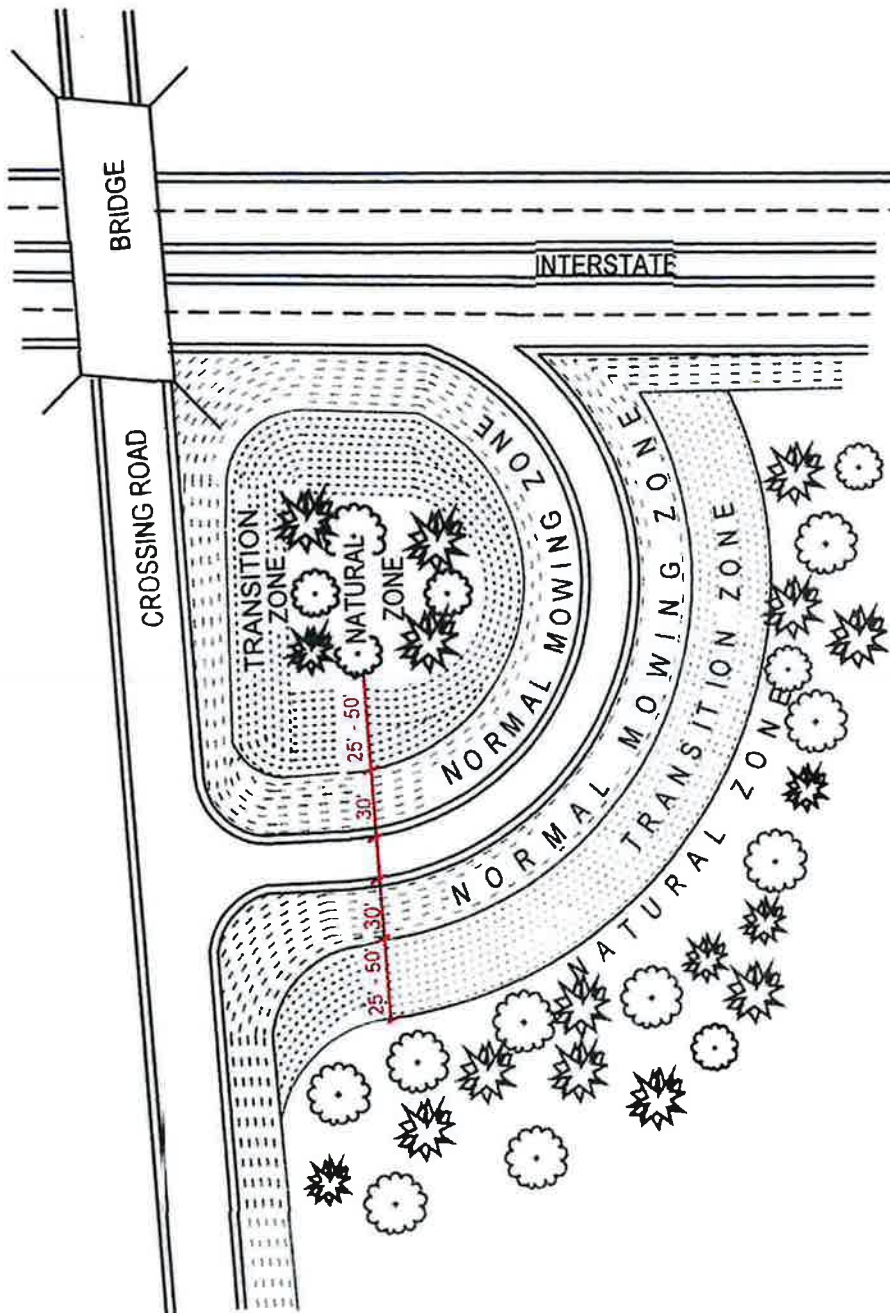 BRIDGE
INTERSTATE
CROSSING ROAD
TRANSITION
ZONE
NATURAL
ZONE
NORMAL MOWING ZONE
NORMAL MOWING ZONE
TRANSITION ZONE
NATURAL ZONE
25' - 50'
30'
30'
25' - 50'